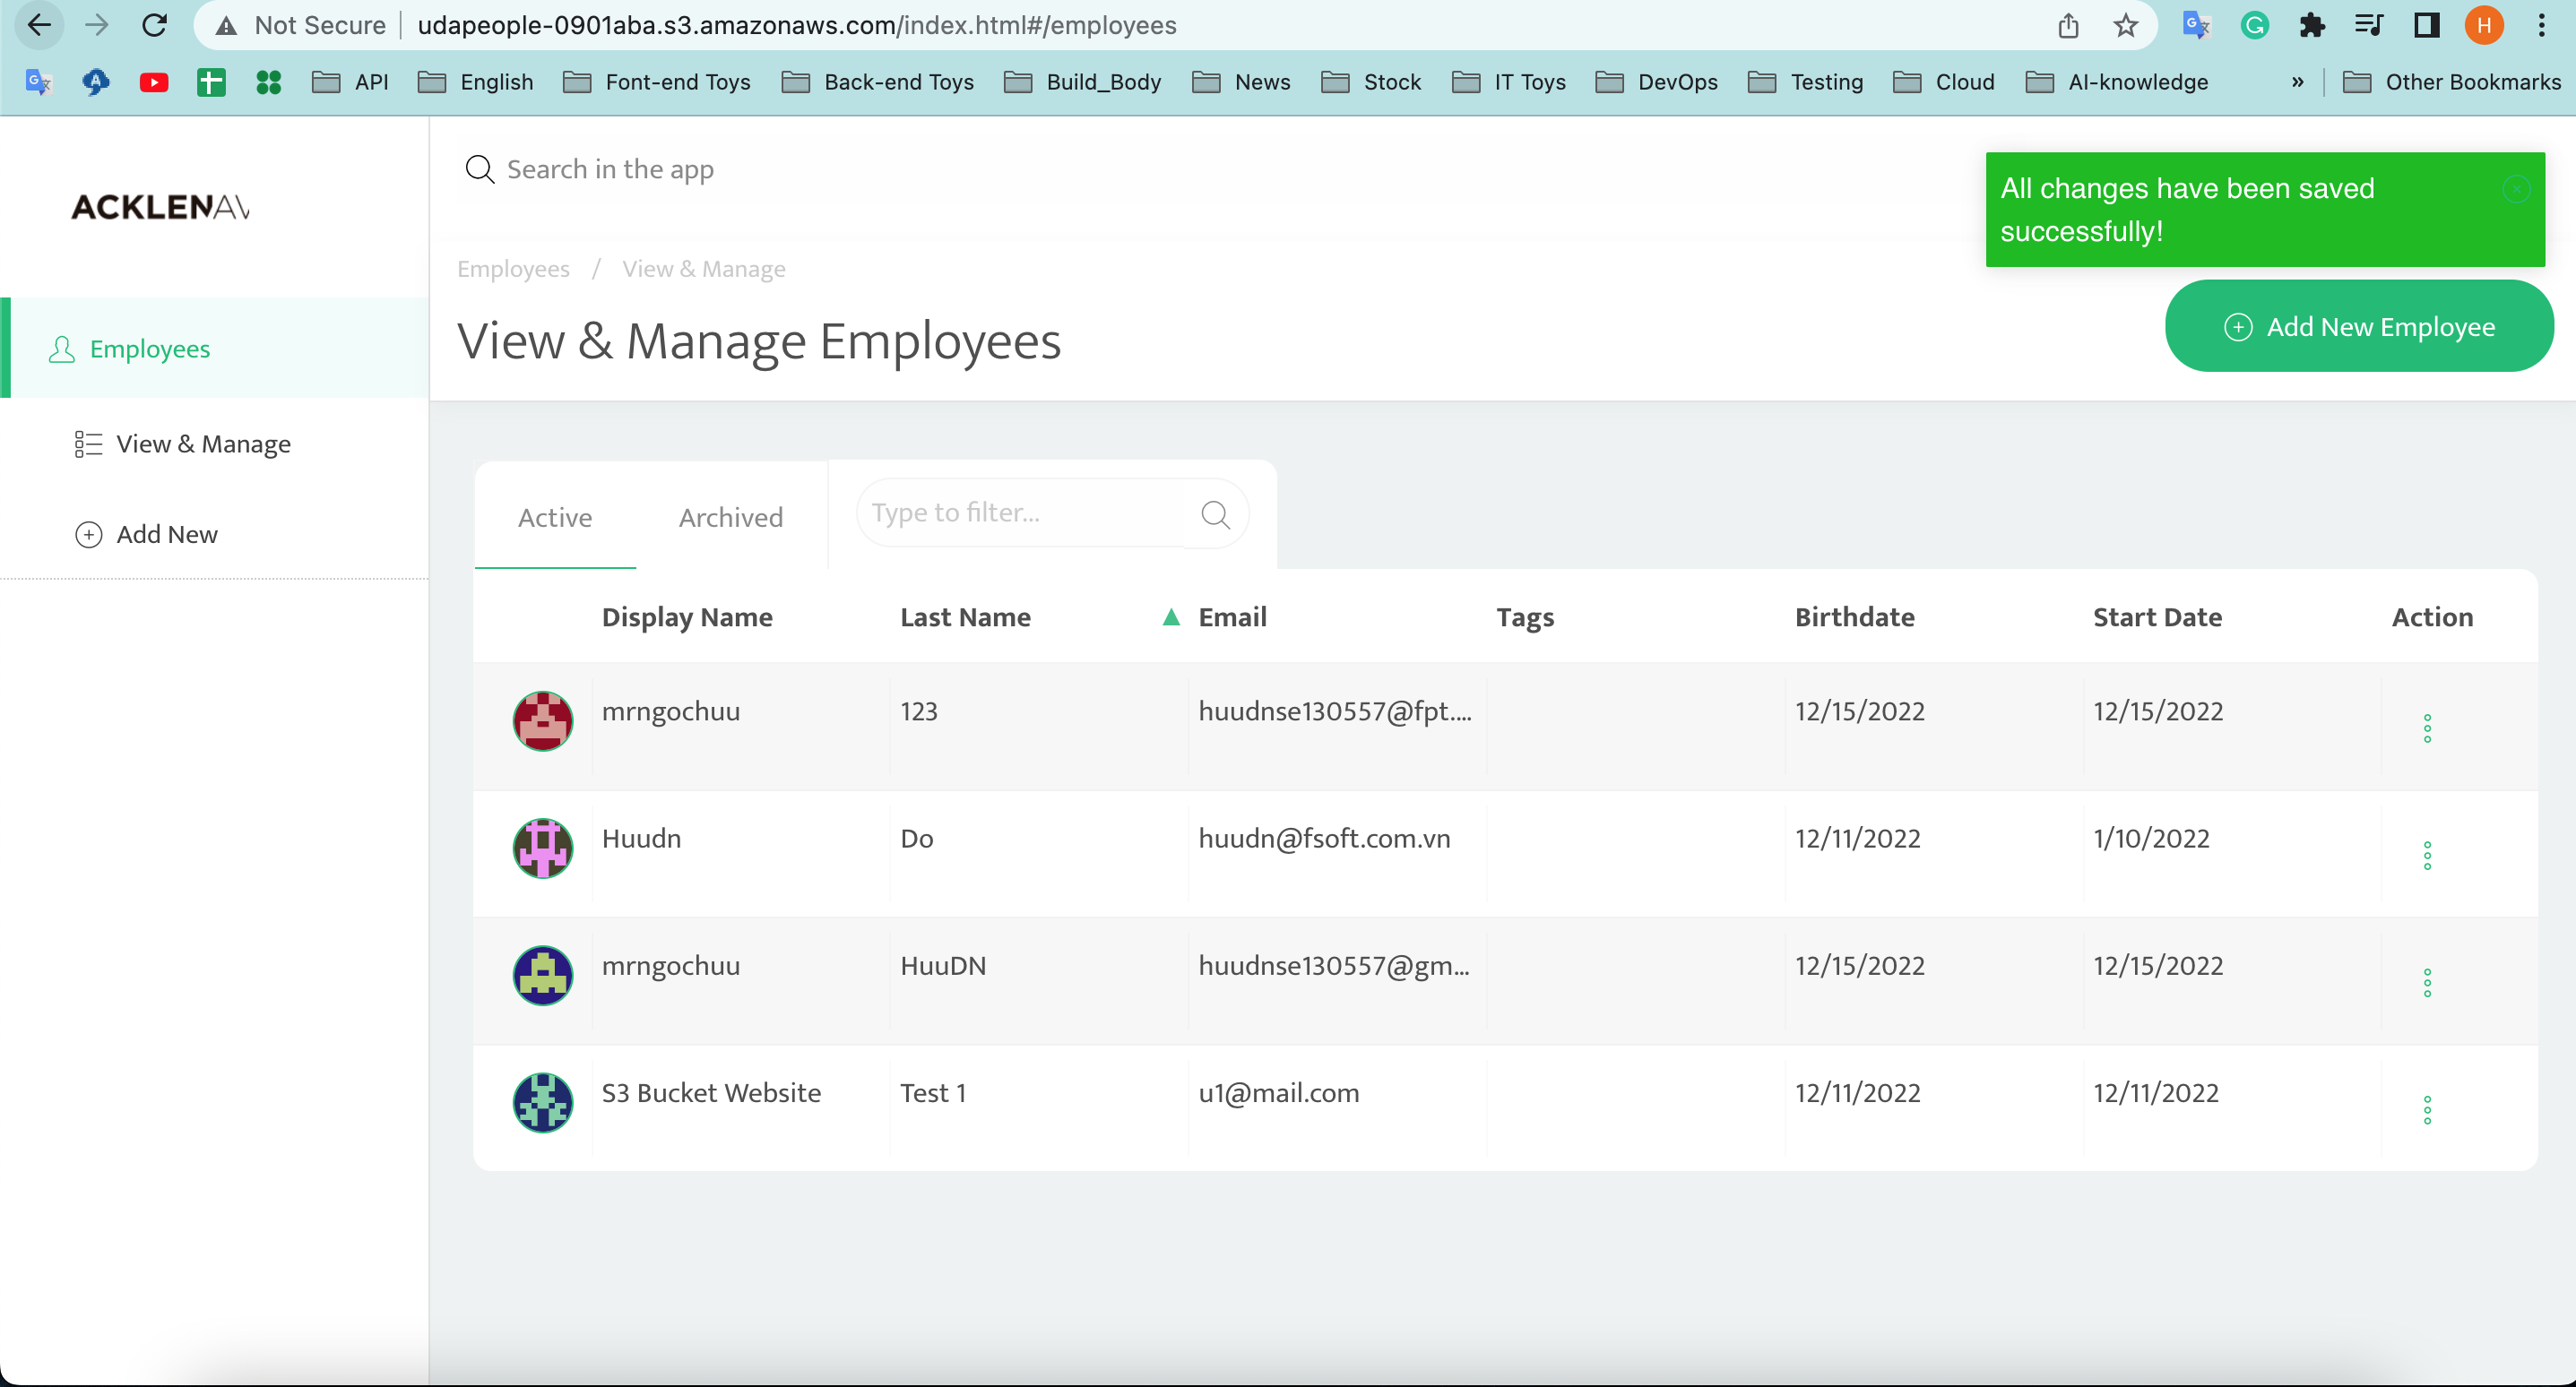 Not Secure udapeople-0901aba.s3.amazonaws.com/index.html#/employees
H
API English Font-end Toys Back-end Toys Build_Body News Stock IT Toys DevOps Testing Cloud AI-knowledge » Other Bookmarks
ACKLENAV
Search in the app
All changes have been saved
successfully!
Employees / View & Manage
View & Manage Employees
Add New Employee
Employees
View & Manage
Add New
Active Archived Type to filter...
Display Name Last Name Email Tags Birthdate Start Date Action
mrngochuu 123 huudnse130557@fpt.... 12/15/2022 12/15/2022
Huudn Do huudn@fsoft.com.vn 12/11/2022 1/10/2022
mrngochuu HuuDN huudnse130557@gm... 12/15/2022 12/15/2022
S3 Bucket Website Test 1 u1@mail.com 12/11/2022 12/11/2022